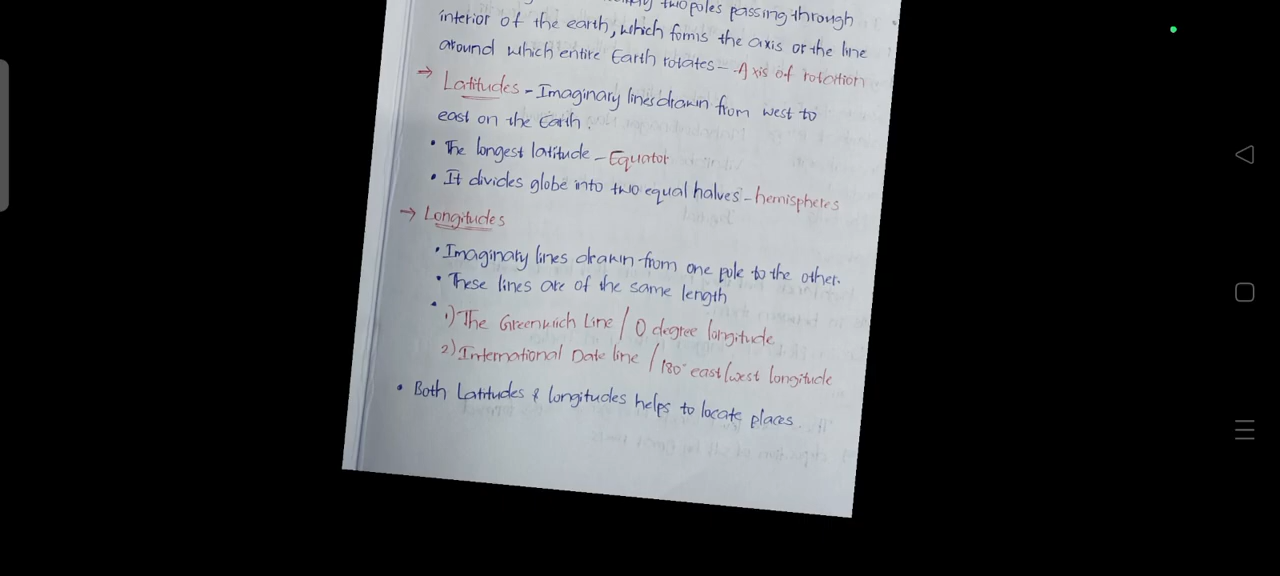 two poles passing through
interior of the earth, which forms the axis or the line
around which entire Earth rotates - Axis of rotation
→ Latitudes - Imaginary lines drawn from west to
east on the Earth.
• The longest latitude - Equator
• It divides globe into two equal halves - hemispheres
→ Longitudes
• Imaginary lines drawn from one pole to the other.
• These lines are of the same length
• 1) The Greenwich Line / 0 degree longitude
2) International Date line / 180° east/west longitude
• Both Latitudes & longitudes helps to locate places